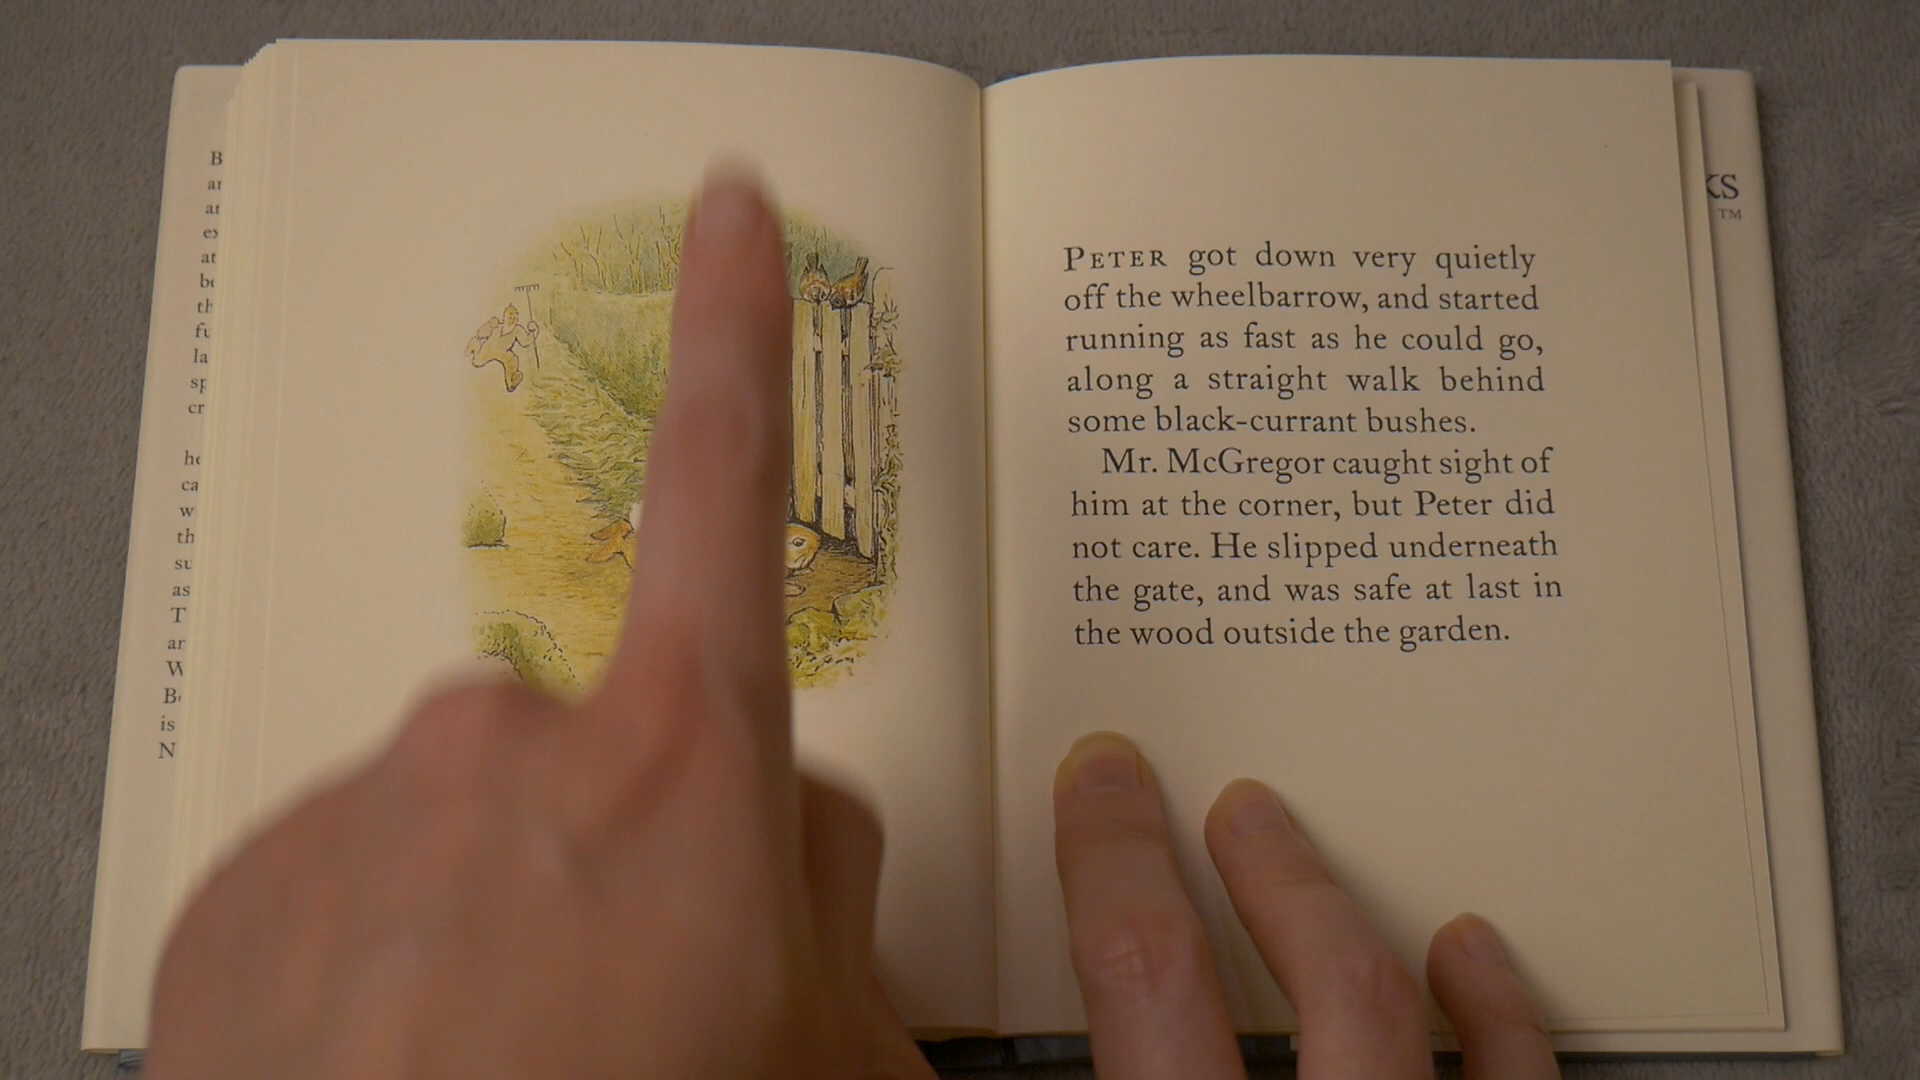 PETER got down very quietly
off the wheelbarrow, and started
running as fast as he could go,
along a straight walk behind
some black-currant bushes.
Mr. McGregor caught sight of
him at the corner, but Peter did
not care. He slipped underneath
the gate, and was safe at last in
the wood outside the garden.
KS
TM